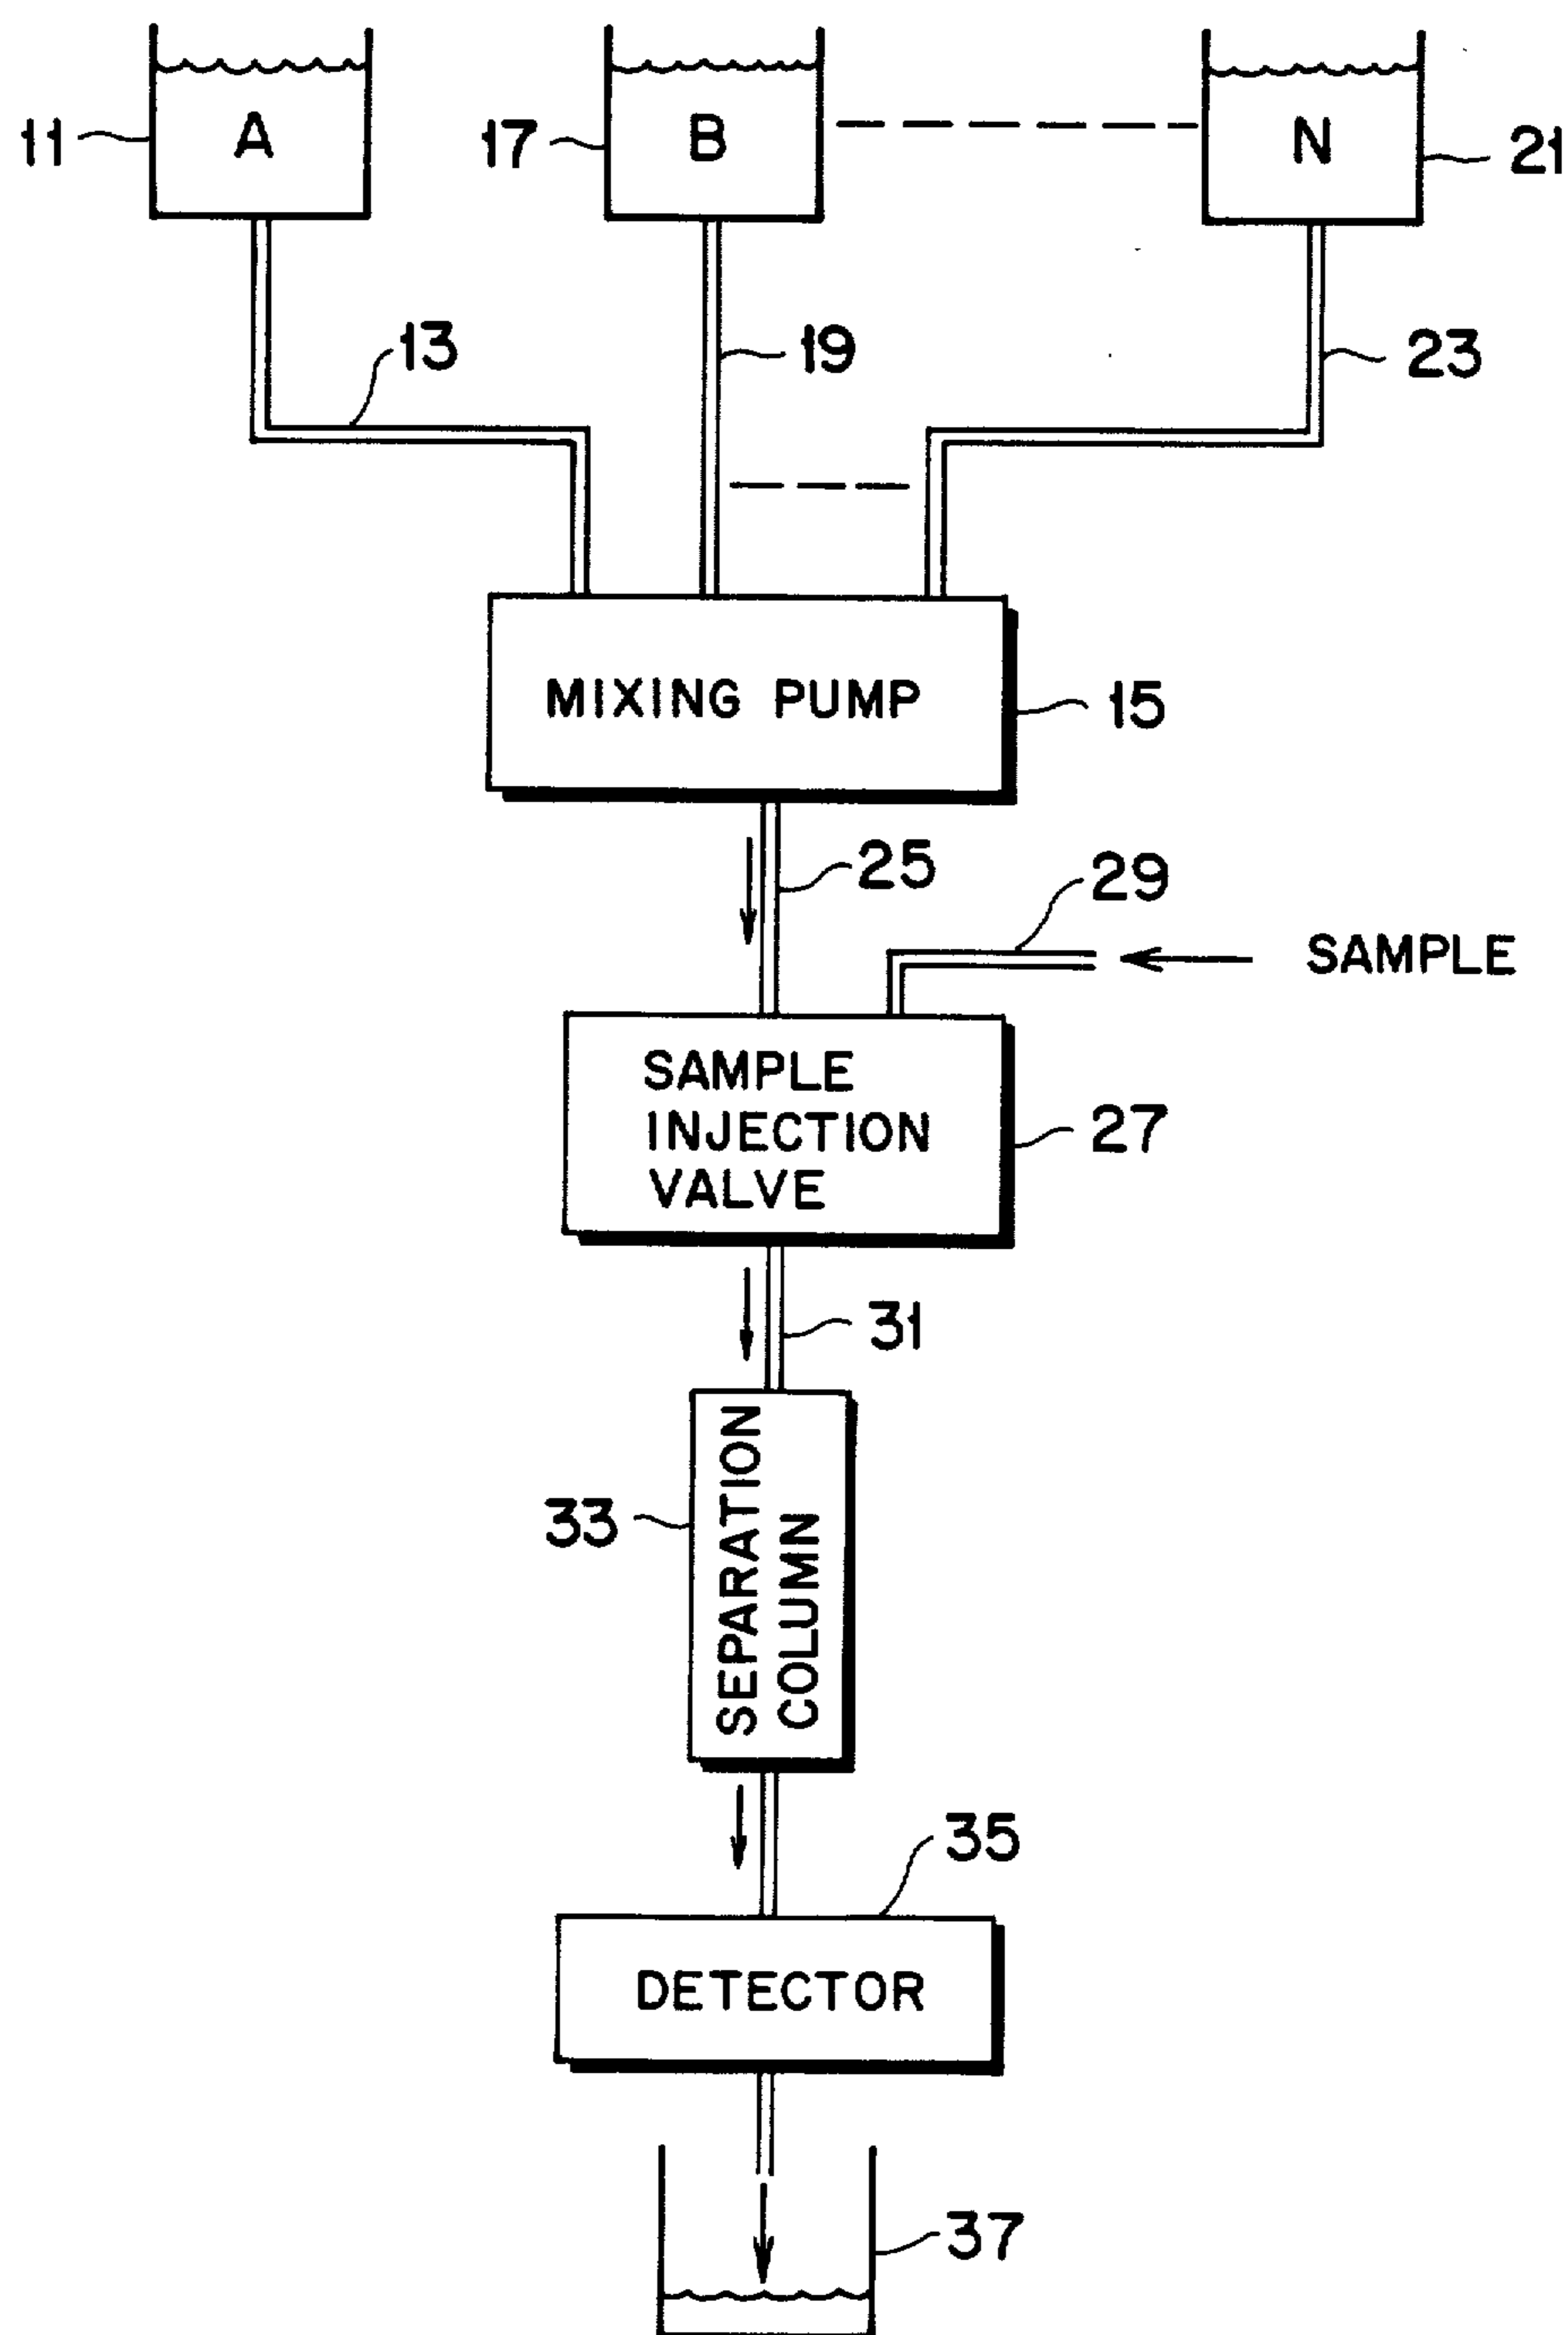 A
B
N
11
17
21
13
19
23
MIXING PUMP
15
25
29
SAMPLE
SAMPLE
INJECTION
VALVE
27
31
33
SEPARATION
COLUMN
35
DETECTOR
37